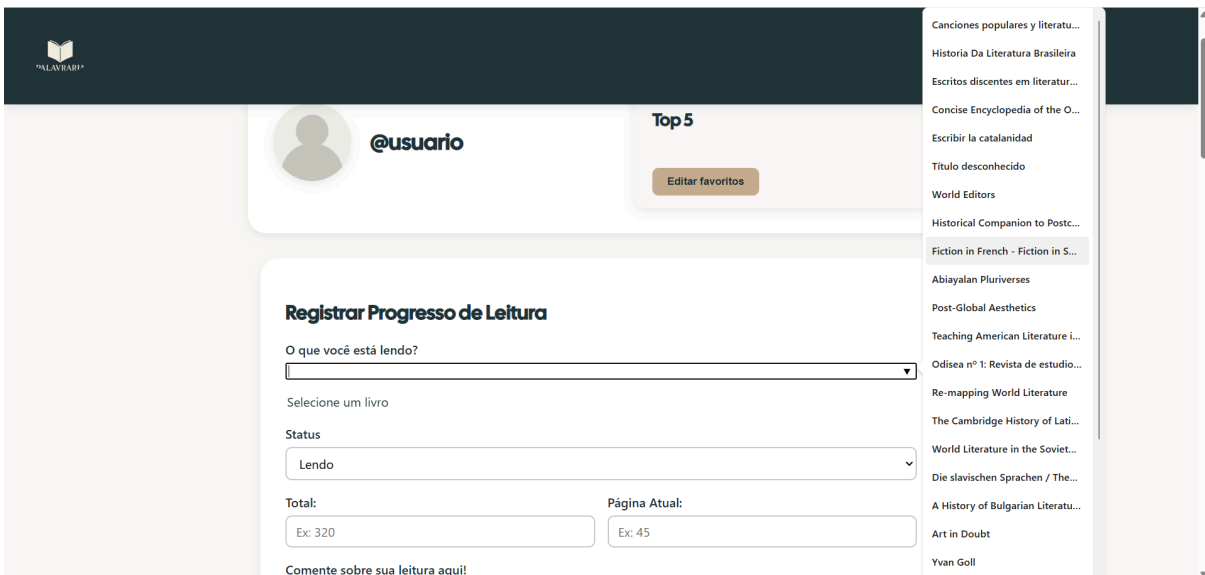 PALAVRARIA
@usuario
Top 5
Editar favoritos
Registrar Progresso de Leitura
O que você está lendo?
Selecione um livro
Status
Lendo
Total:
Página Atual:
Ex: 320
Ex: 45
Comente sobre sua leitura aqui!
Canciones populares y literatu...
Historia Da Literatura Brasileira
Escritos discentes em literatur...
Concise Encyclopedia of the O...
Escribir la catalanidad
Título desconhecido
World Editors
Historical Companion to Postc...
Fiction in French - Fiction in S...
Abiayalan Pluriverses
Post-Global Aesthetics
Teaching American Literature i...
Odisea nº 1: Revista de estudio...
Re-mapping World Literature
The Cambridge History of Lati...
World Literature in the Soviet...
Die slavischen Sprachen / The...
A History of Bulgarian Literatu...
Art in Doubt
Yvan Goll